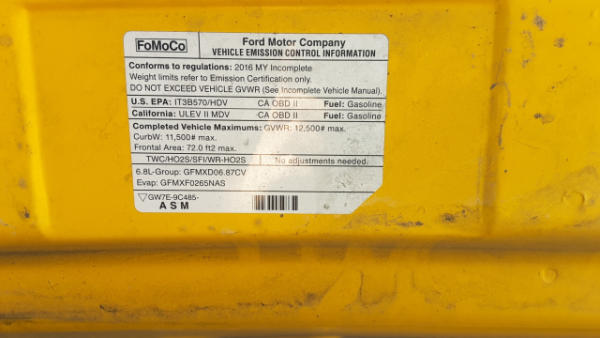 FoMoCo
Ford Motor Company
VEHICLE EMISSION CONTROL INFORMATION
Conforms to regulations: 2016 MY Incomplete
Weight limits refer to Emission Certification only.
DO NOT EXCEED VEHICLE GVWR (See Incomplete Vehicle Manual).
U.S. EPA: IT3B570/HDV CA OBD II Fuel: Gasoline
California: ULEV II MDV CA OBD II Fuel: Gasoline
Completed Vehicle Maximums: GVWR: 12,500# max.
CurbW: 11,500# max.
Frontal Area: 72.0 ft2 max.
TWC/HO2S/SFI/WR-HO2S No adjustments needed.
6.8L-Group: GFMXD06.87CV
Evap: GFMXF0265NAS
▽GW7E-9C485-
ASM